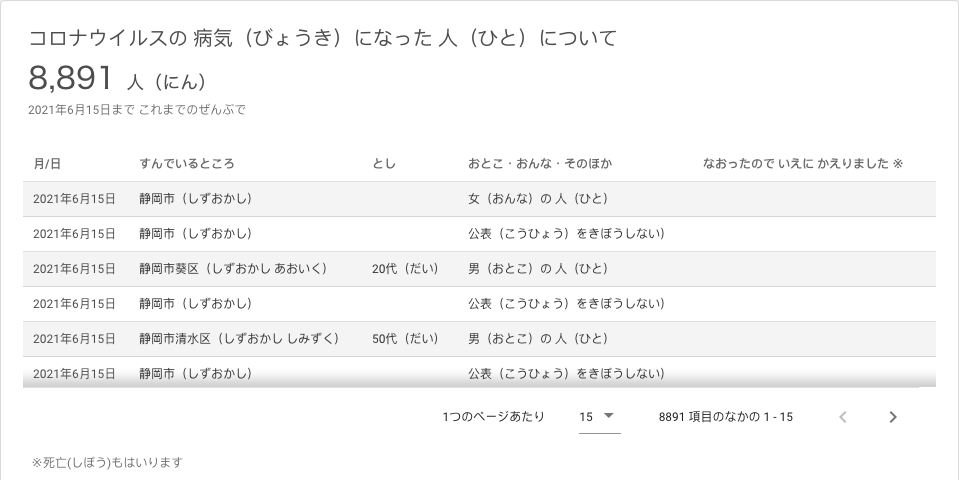 コロナウイルスの 病気（びょうき）になった 人（ひと）について
8,891 人（にん）
2021年6月15日まで これまでのぜんぶで
月/日 すんでいるところ とし おとこ・おんな・そのほか なおったので いえに かえりました ※
2021年6月15日 静岡市（しずおかし） 女（おんな）の 人（ひと）
2021年6月15日 静岡市（しずおかし） 公表（こうひょう）をきぼうしない）
2021年6月15日 静岡市葵区（しずおかし あおいく） 20代（だい） 男（おとこ）の 人（ひと）
2021年6月15日 静岡市（しずおかし） 公表（こうひょう）をきぼうしない）
2021年6月15日 静岡市清水区（しずおかし しみずく） 50代（だい） 男（おとこ）の 人（ひと）
2021年6月15日 静岡市（しずおかし） 公表（こうひょう）をきぼうしない）
1つのページあたり 15 8891 項目のなかの 1 - 15
※死亡(しぼう)もはいります